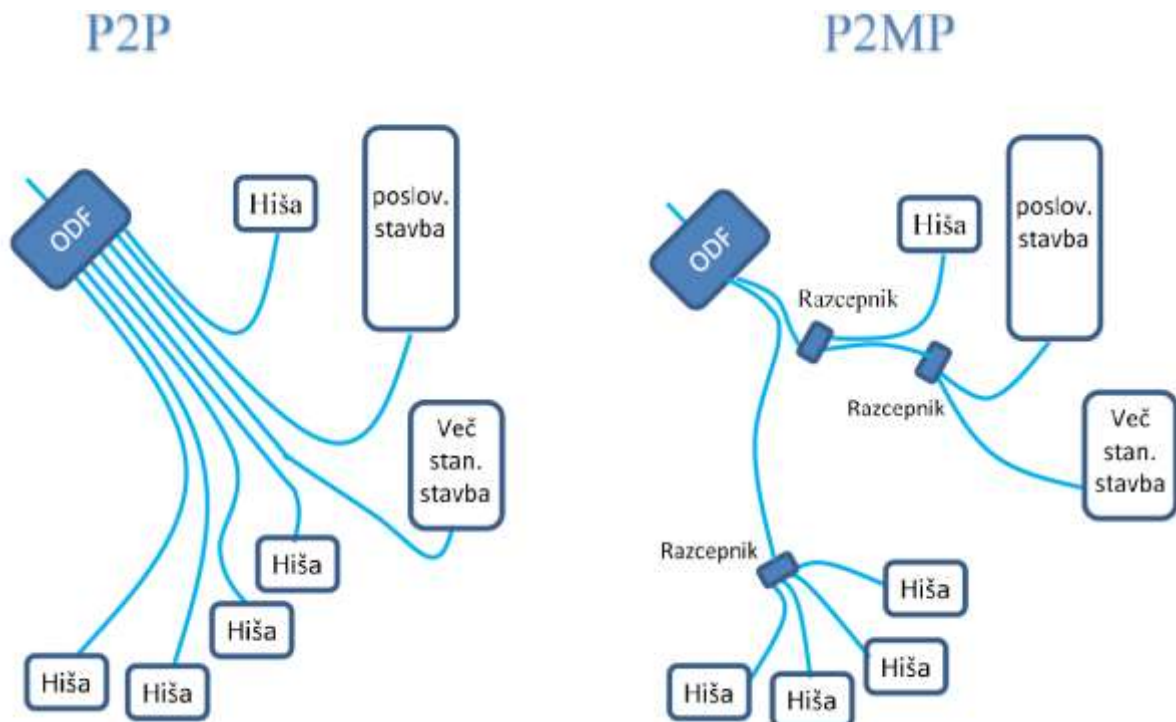 P2P
ODF
Hiša
poslov.
stavba
Več
stan.
stavba
Hiša
Hiša
Hiša
Hiša
P2MP
ODF
Hiša
poslov.
stavba
Razcepnik
Razcepnik
Več
stan.
stavba
Razcepnik
Hiša
Hiša
Hiša
Hiša